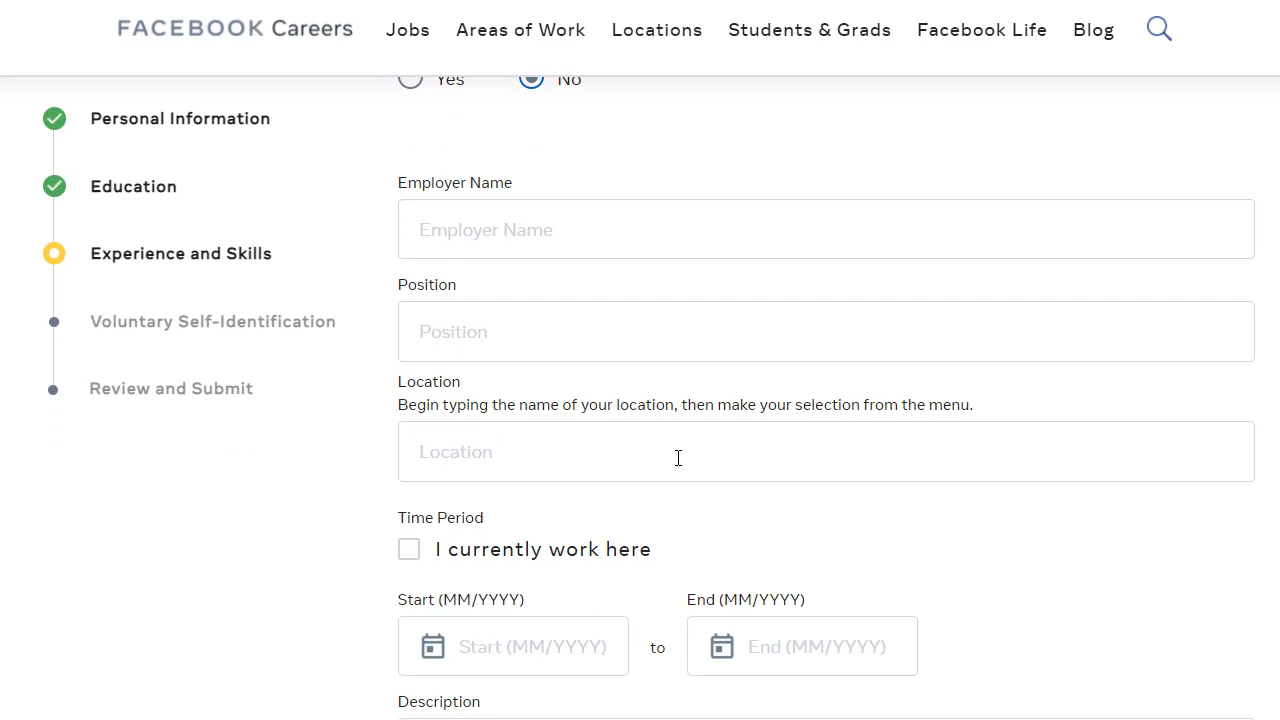 FACEBOOK Careers
Jobs
Areas of Work
Locations
Students & Grads
Facebook Life
Blog
Yes
No
Personal Information
Education
Experience and Skills
Voluntary Self-Identification
Review and Submit
Employer Name
Employer Name
Position
Position
Location
Begin typing the name of your location, then make your selection from the menu.
Location
Time Period
I currently work here
Start (MM/YYYY)
End (MM/YYYY)
Start (MM/YYYY)
to
End (MM/YYYY)
Description